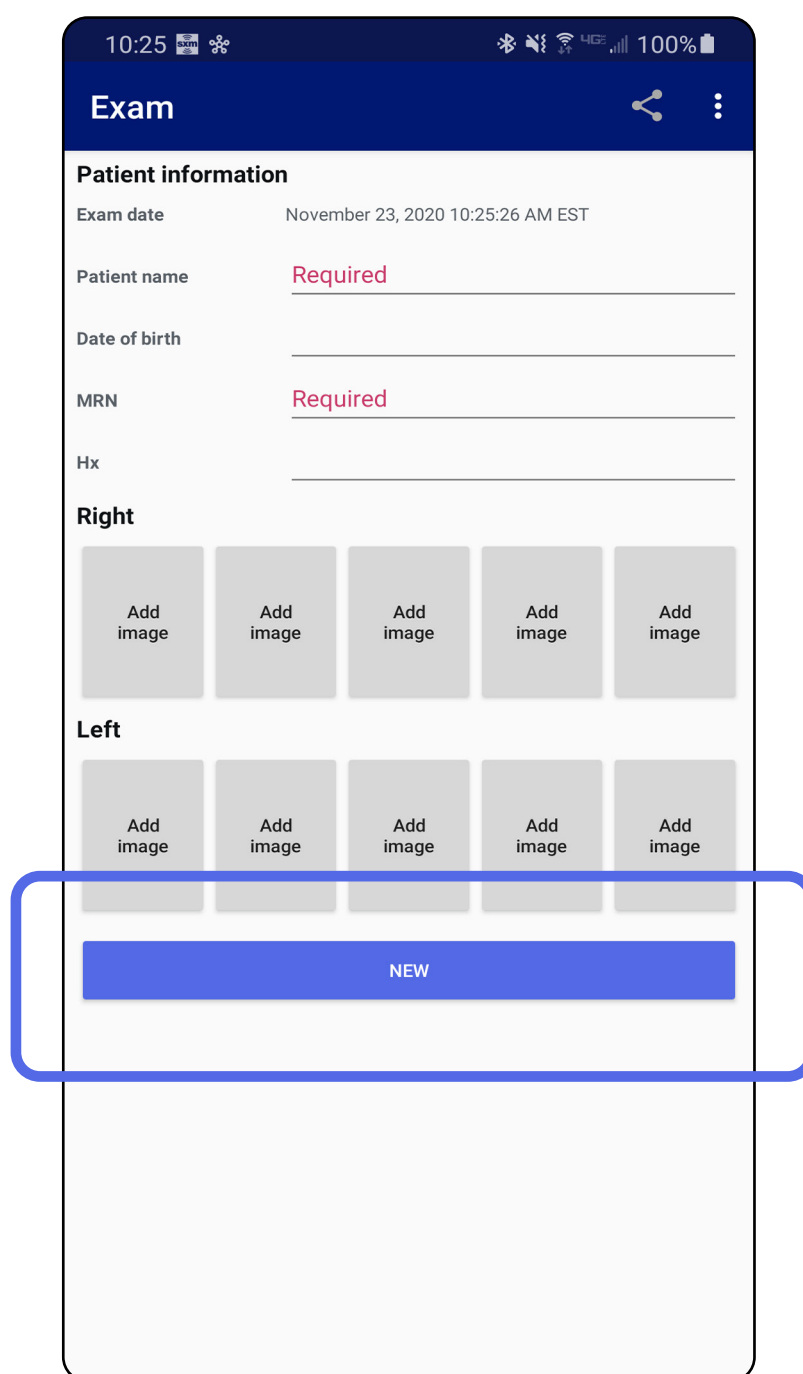 10:25 sxm 4GE 100%
Exam
Patient information
Exam date November 23, 2020 10:25:26 AM EST
Patient name Required
Date of birth
MRN Required
Hx
Right
Add image Add image Add image Add image Add image
Left
Add image Add image Add image Add image Add image
NEW